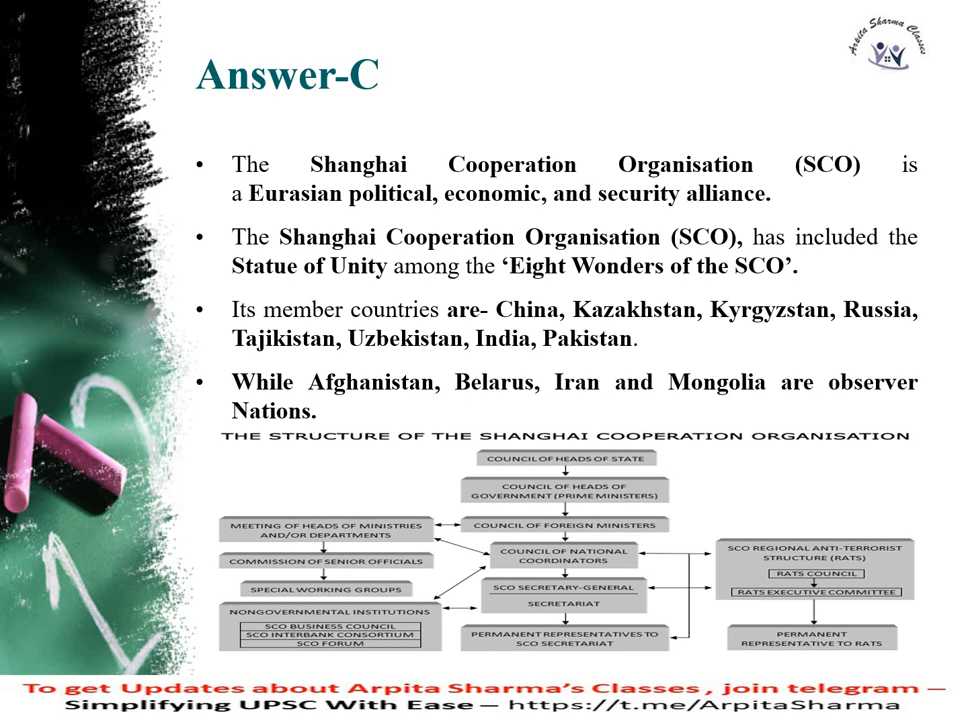 Arpita Sharma Classes
Answer-C
• The Shanghai Cooperation Organisation (SCO) is
a Eurasian political, economic, and security alliance.
• The Shanghai Cooperation Organisation (SCO), has included the
Statue of Unity among the ‘Eight Wonders of the SCO’.
• Its member countries are- China, Kazakhstan, Kyrgyzstan, Russia,
Tajikistan, Uzbekistan, India, Pakistan.
• While Afghanistan, Belarus, Iran and Mongolia are observer
Nations.
THE STRUCTURE OF THE SHANGHAI COOPERATION ORGANISATION
COUNCIL OF HEADS OF STATE
COUNCIL OF HEADS OF
GOVERNMENT (PRIME MINISTERS)
MEETING OF HEADS OF MINISTRIES
AND/OR DEPARTMENTS
COUNCIL OF FOREIGN MINISTERS
COMMISSION OF SENIOR OFFICIALS
COUNCIL OF NATIONAL
COORDINATORS
SCO REGIONAL ANTI-TERRORIST
STRUCTURE (RATS)
RATS COUNCIL
RATS EXECUTIVE COMMITTEE
SPECIAL WORKING GROUPS
SCO SECRETARY-GENERAL
SECRETARIAT
NONGOVERNMENTAL INSTITUTIONS
SCO BUSINESS COUNCIL
SCO INTERBANK CONSORTIUM
SCO FORUM
PERMANENT REPRESENTATIVES TO
SCO SECRETARIAT
PERMANENT
REPRESENTATIVE TO RATS
To get Updates about Arpita Sharma’s Classes , join telegram –
Simplifying UPSC With Ease – https://t.me/ArpitaSharma